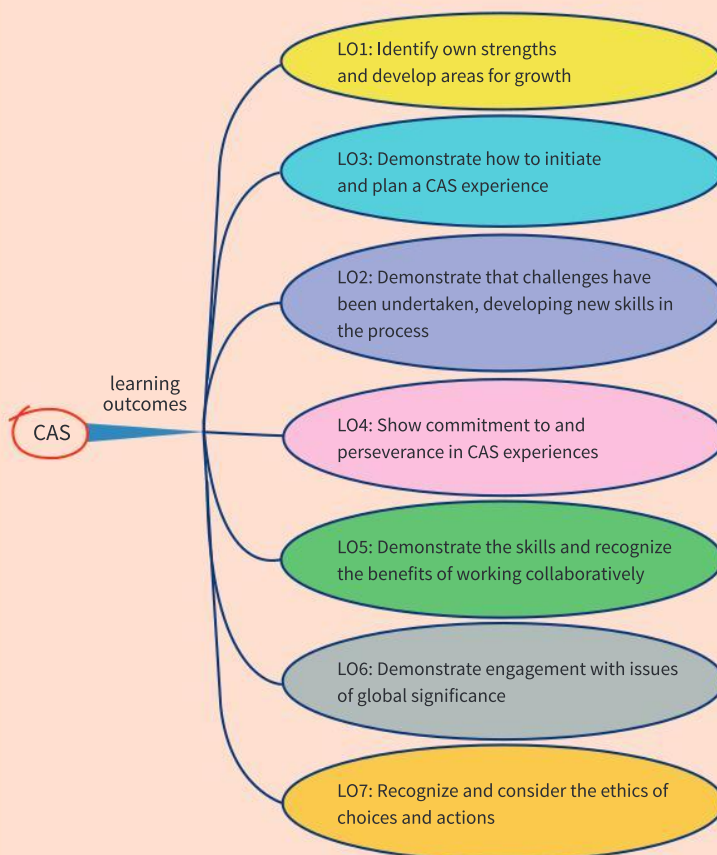 LO1: Identify own strengths
and develop areas for growth
LO3: Demonstrate how to initiate
and plan a CAS experience
LO2: Demonstrate that challenges have
been undertaken, developing new skills in
the process
learning
outcomes
CAS
LO4: Show commitment to and
perseverance in CAS experiences
LO5: Demonstrate the skills and recognize
the benefits of working collaboratively
LO6: Demonstrate engagement with issues
of global significance
LO7: Recognize and consider the ethics of
choices and actions